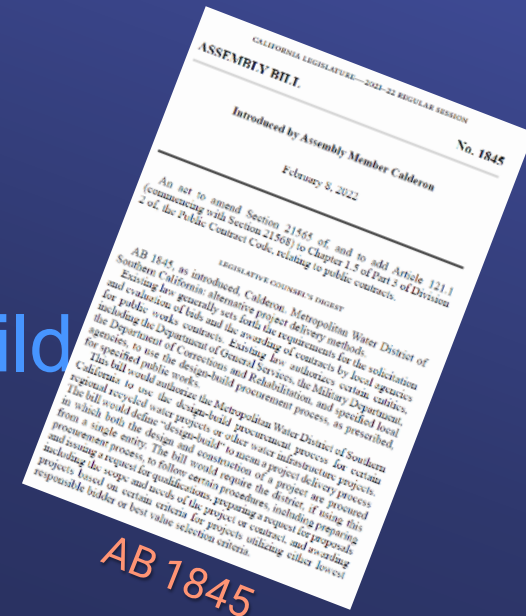 CALIFORNIA LEGISLATURE—2021–22 REGULAR SESSION
ASSEMBLY BILL
No. 1845
Introduced by Assembly Member Calderon
February 8, 2022
An act to amend Section 21565 of, and to add Article 121.1
(commencing with Section 21568) to Chapter 1.5 of Part 3 of Division
2 of, the Public Contract Code, relating to public contracts.
LEGISLATIVE COUNSEL'S DIGEST
AB 1845, as introduced, Calderon. Metropolitan Water District of
Southern California: alternative project delivery methods.
Existing law generally sets forth the requirements for the solicitation
and evaluation of bids and the awarding of contracts by local agencies
for public works contracts. Existing law authorizes certain entities,
including the Department of General Services, the Military Department,
the Department of Corrections and Rehabilitation, and specified local
agencies, to use the design-build procurement process, as prescribed,
for specified public works.
This bill would authorize the Metropolitan Water District of Southern
California to use the design-build procurement process for certain
regional recycled water projects or other water infrastructure projects.
The bill would define "design-build" to mean a project delivery process
in which both the design and construction of a project are procured
from a single entity. The bill would require the district, if using this
procurement process, to follow certain procedures, including preparing
and issuing a request for qualifications, preparing a request for proposals
including the scope and needs of the project or contract, and awarding
projects based on certain criteria for projects utilizing either lowest
responsible bidder or best value selection criteria.
ild
AB 1845